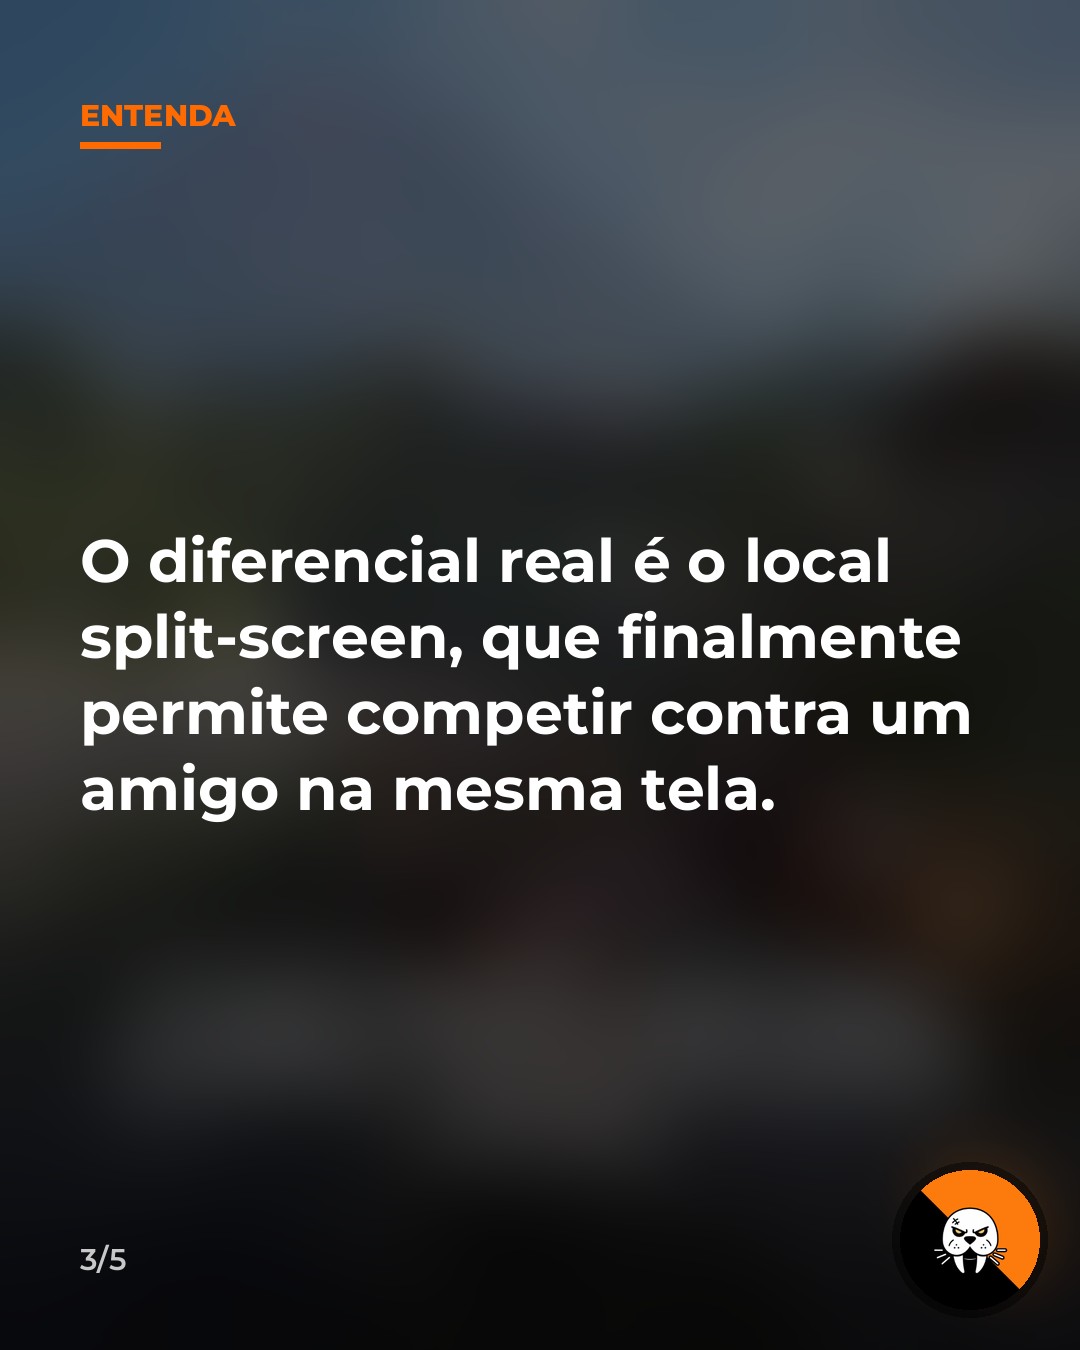 ENTENDA
O diferencial real é o local
split-screen, que finalmente
permite competir contra um
amigo na mesma tela.
3/5